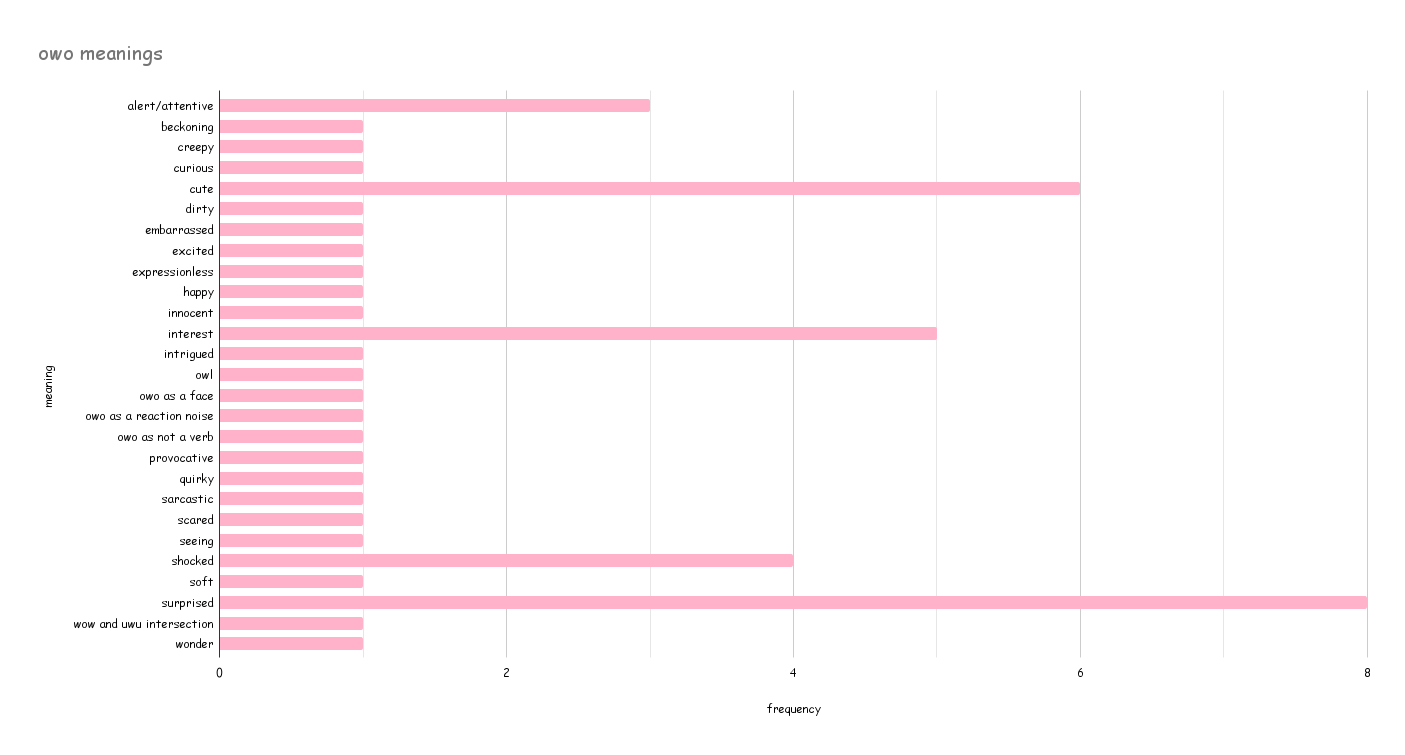 owo meanings
alert/attentive
beckoning
creepy
curious
cute
dirty
embarrassed
excited
expressionless
happy
innocent
interest
intrigued
owl
owo as a face
owo as a reaction noise
owo as not a verb
provocative
quirky
sarcastic
scared
seeing
shocked
soft
surprised
wow and uwu intersection
wonder
meaning
0 2 4 6 8
frequency